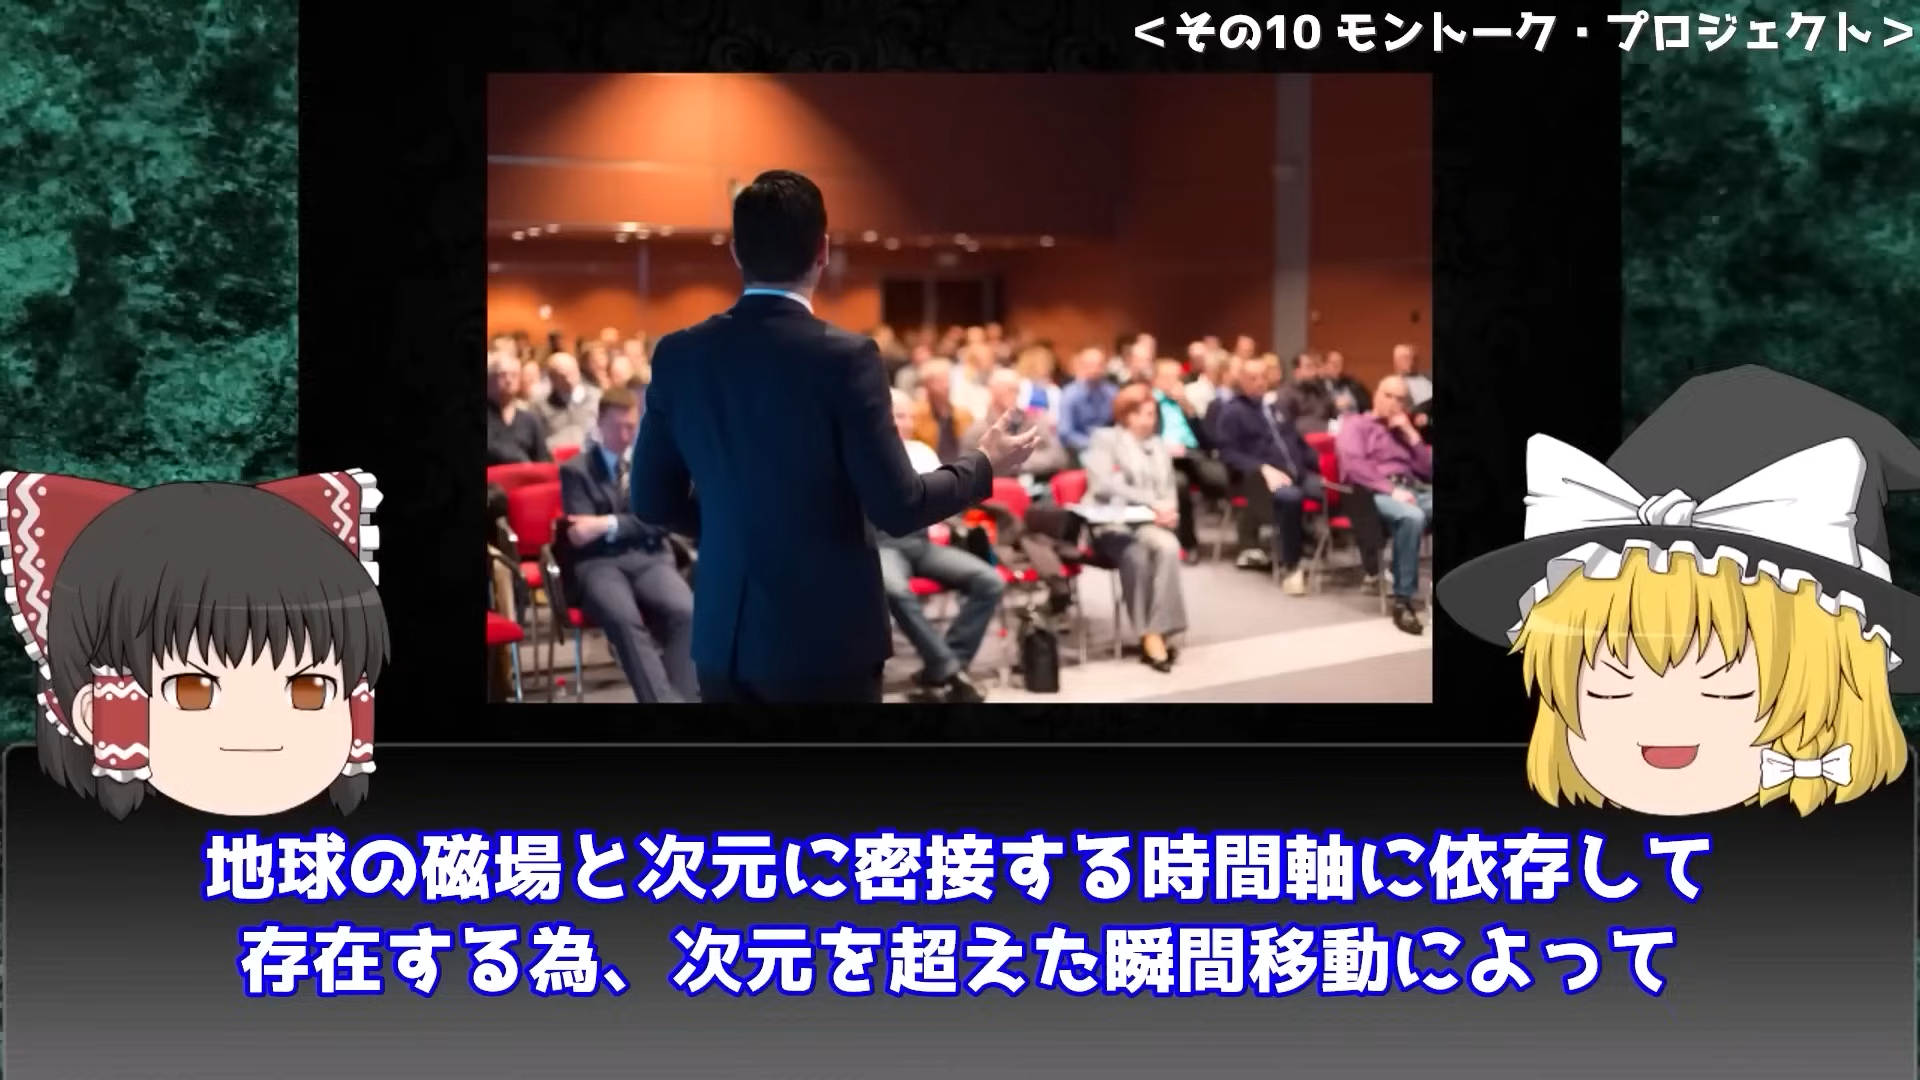 ＜その10 モントーク・プロジェクト＞
地球の磁場と次元に密接する時間軸に依存して
存在する為、次元を超えた瞬間移動によって